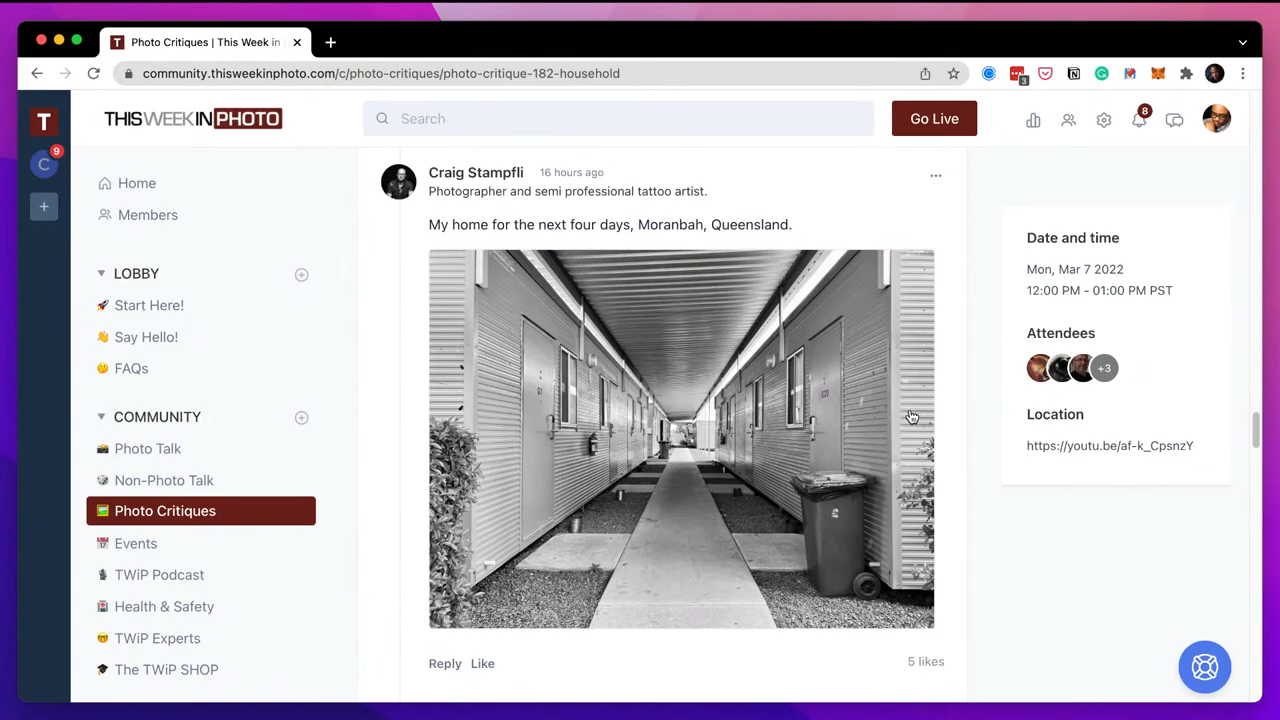 T Photo Critiques | This Week in
community.thisweekinphoto.com/c/photo-critiques/photo-critique-182-household
3
T
THISWEEKINPHOTO
Search
Go Live
8
C
9
Home
Members
LOBBY
🚀 Start Here!
👋 Say Hello!
🤔 FAQs
COMMUNITY
📸 Photo Talk
Non-Photo Talk
🖼️ Photo Critiques
📅 Events
🎙️ TWiP Podcast
🏥 Health & Safety
🤓 TWiP Experts
🎓 The TWiP SHOP
Craig Stampfli 16 hours ago
Photographer and semi professional tattoo artist.
My home for the next four days, Moranbah, Queensland.
Reply Like
5 likes
Date and time
Mon, Mar 7 2022
12:00 PM - 01:00 PM PST
Attendees
+3
Location
https://youtu.be/af-k_CpsnzY